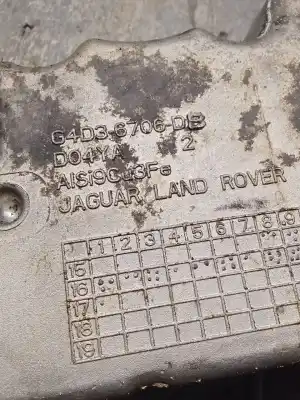 G4D3-6706-DB
D04YA 2
AlSi9Cu3Fe
JAGUAR LAND ROVER
1 2 3 4 5 6 7 8 9
15
16
17
18
19